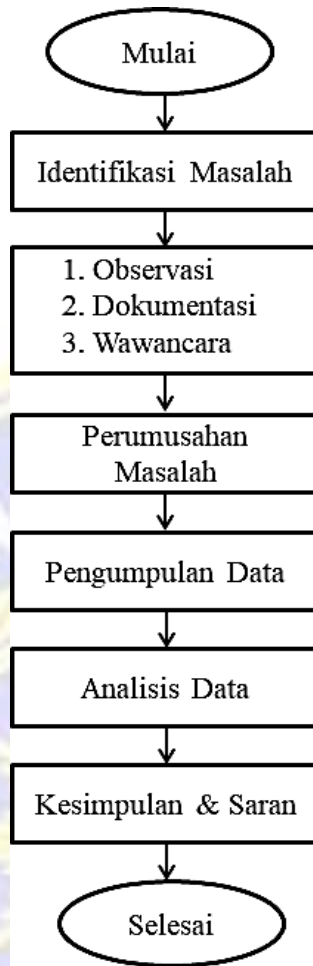 Mulai
Identifikasi Masalah
1. Observasi
2. Dokumentasi
3. Wawancara
Perumusahan
Masalah
Pengumpulan Data
Analisis Data
Kesimpulan & Saran
Selesai